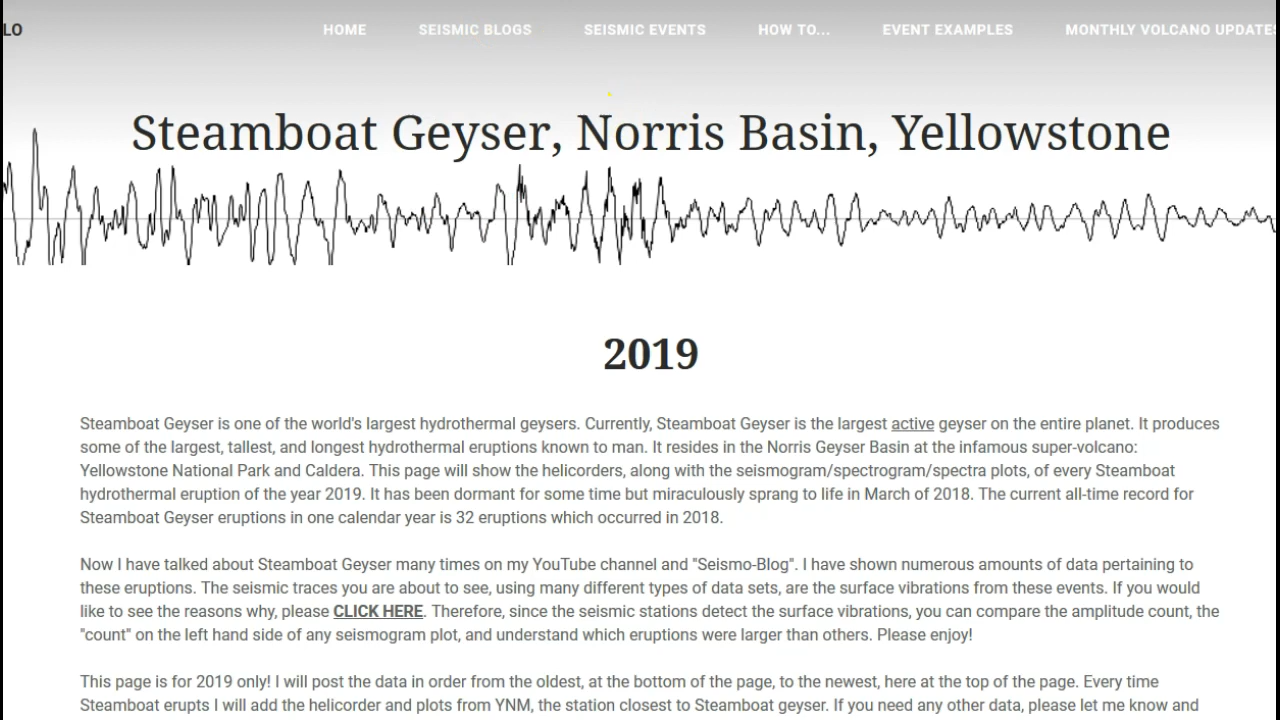 LO HOME SEISMIC BLOGS SEISMIC EVENTS HOW TO... EVENT EXAMPLES MONTHLY VOLCANO UPDATES
Steamboat Geyser, Norris Basin, Yellowstone
2019
Steamboat Geyser is one of the world's largest hydrothermal geysers. Currently, Steamboat Geyser is the largest active geyser on the entire planet. It produces
some of the largest, tallest, and longest hydrothermal eruptions known to man. It resides in the Norris Geyser Basin at the infamous super-volcano:
Yellowstone National Park and Caldera. This page will show the helicorders, along with the seismogram/spectrogram/spectra plots, of every Steamboat
hydrothermal eruption of the year 2019. It has been dormant for some time but miraculously sprang to life in March of 2018. The current all-time record for
Steamboat Geyser eruptions in one calendar year is 32 eruptions which occurred in 2018.
Now I have talked about Steamboat Geyser many times on my YouTube channel and "Seismo-Blog". I have shown numerous amounts of data pertaining to
these eruptions. The seismic traces you are about to see, using many different types of data sets, are the surface vibrations from these events. If you would
like to see the reasons why, please CLICK HERE. Therefore, since the seismic stations detect the surface vibrations, you can compare the amplitude count, the
"count" on the left hand side of any seismogram plot, and understand which eruptions were larger than others. Please enjoy!
This page is for 2019 only! I will post the data in order from the oldest, at the bottom of the page, to the newest, here at the top of the page. Every time
Steamboat erupts I will add the helicorder and plots from YNM, the station closest to Steamboat geyser. If you need any other data, please let me know and